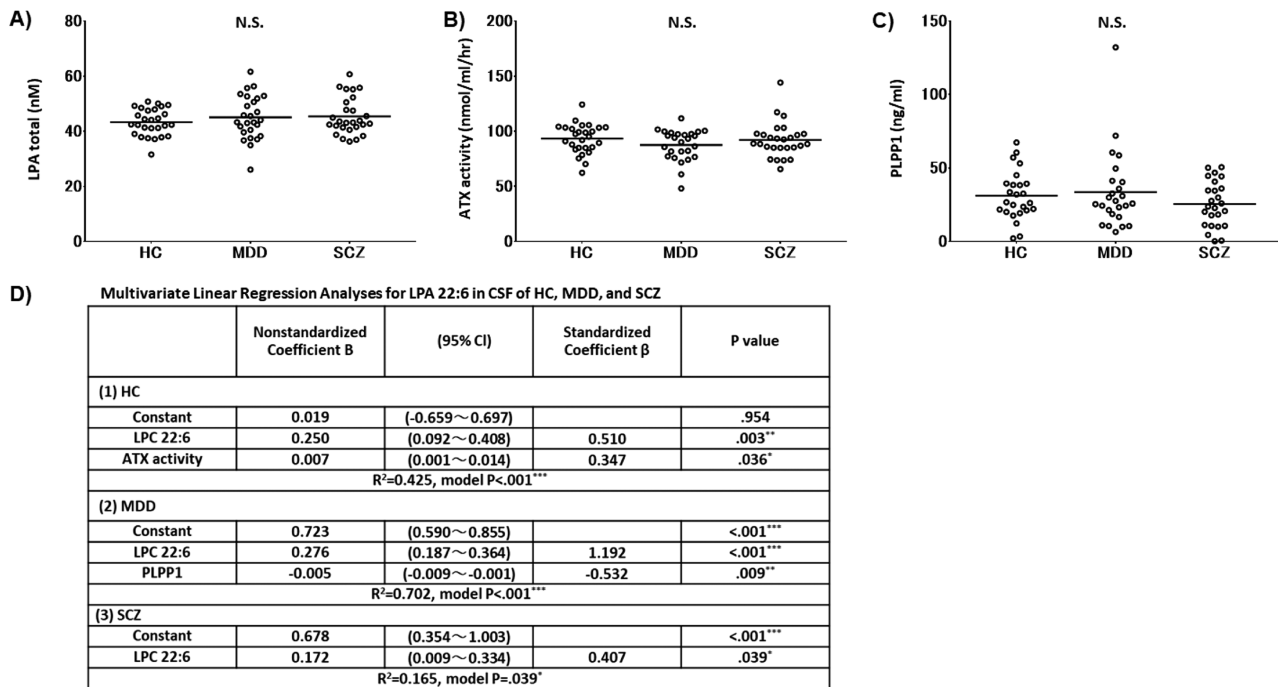 A)
N.S.
LPA total (nM)
80
60
40
20
0
HC MDD SCZ
B)
N.S.
ATX activity (nmol/ml/hr)
200
150
100
50
0
HC MDD SCZ
C)
N.S.
PLPP1 (ng/ml)
150
100
50
0
HC MDD SCZ
D)
Multivariate Linear Regression Analyses for LPA 22:6 in CSF of HC, MDD, and SCZ
Nonstandardized Coefficient B (95% Cl) Standardized Coefficient β P value
(1) HC
Constant 0.019 (-0.659～0.697) .954
LPC 22:6 0.250 (0.092～0.408) 0.510 .003**
ATX activity 0.007 (0.001～0.014) 0.347 .036*
R²=0.425, model P<.001***
(2) MDD
Constant 0.723 (0.590～0.855) <.001***
LPC 22:6 0.276 (0.187～0.364) 1.192 <.001***
PLPP1 -0.005 (-0.009～-0.001) -0.532 .009**
R²=0.702, model P<.001***
(3) SCZ
Constant 0.678 (0.354～1.003) <.001***
LPC 22:6 0.172 (0.009～0.334) 0.407 .039*
R²=0.165, model P=.039*